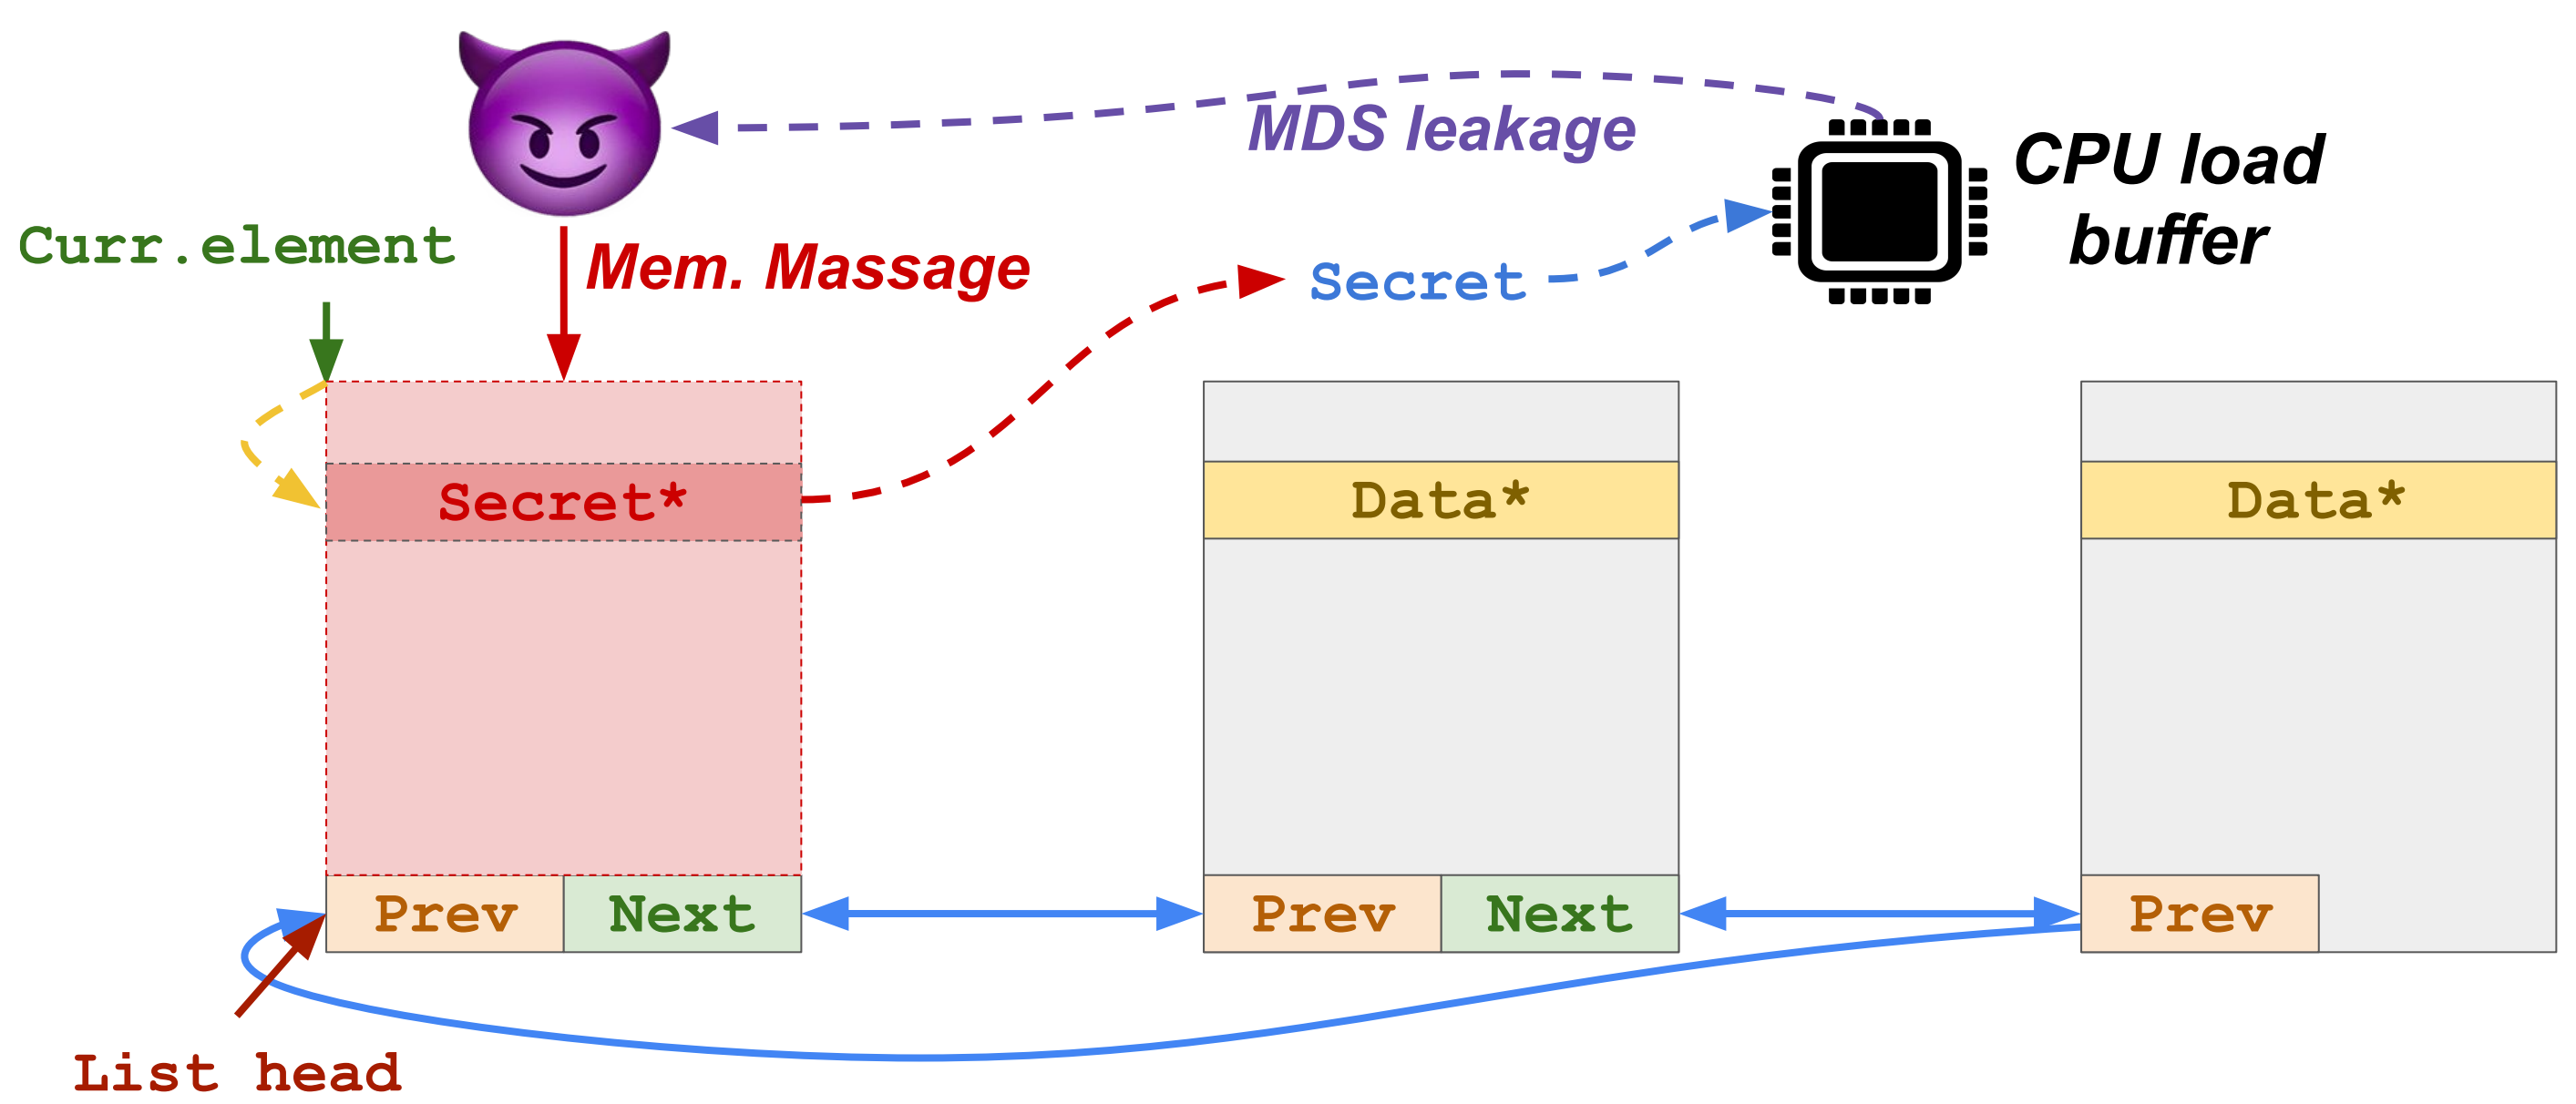 MDS leakage
CPU load
buffer
Curr.element
Mem. Massage
Secret
Secret*
Data*
Data*
Prev
Next
Prev
Next
Prev
List head